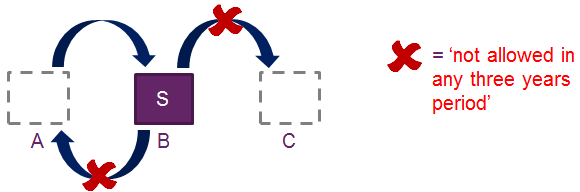 S
A
B
C
= ‘not allowed in
any three years
period’